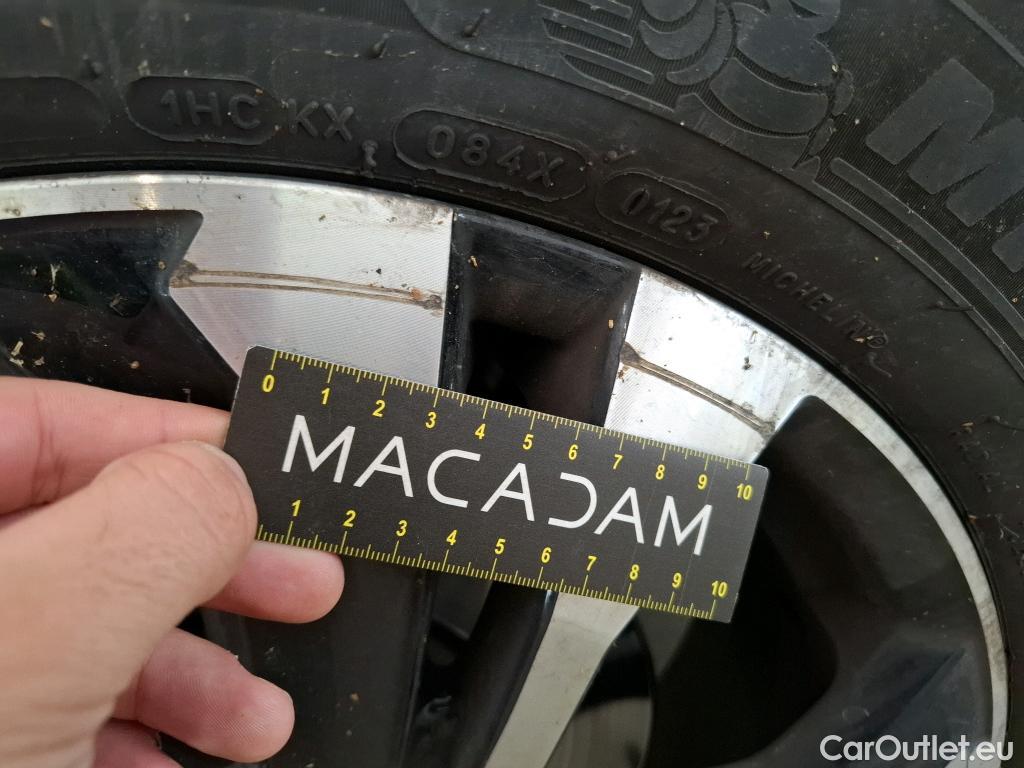 1HC KX
084X
0123
MICHELIN
0 1 2 3 4 5 6 7 8 9 10
MACADAM
1 2 3 4 5 6 7 8 9 10
CarOutlet.eu